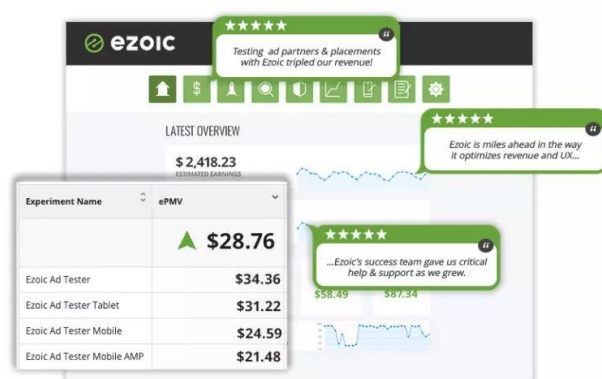 ezoic
Testing ad partners & placements
with Ezoic tripled our revenue!
LATEST OVERVIEW
$ 2,418.23
ESTIMATED EARNINGS
Ezoic is miles ahead in the way
it optimizes revenue and UX...
Experiment Name
ePMV
$28.76
Ezoic Ad Tester
$34.36
Ezoic Ad Tester Tablet
$31.22
Ezoic Ad Tester Mobile
$24.59
Ezoic Ad Tester Mobile AMP
$21.48
...Ezoic's success team gave us critical
help & support as we grew.
$58.49
$87.34